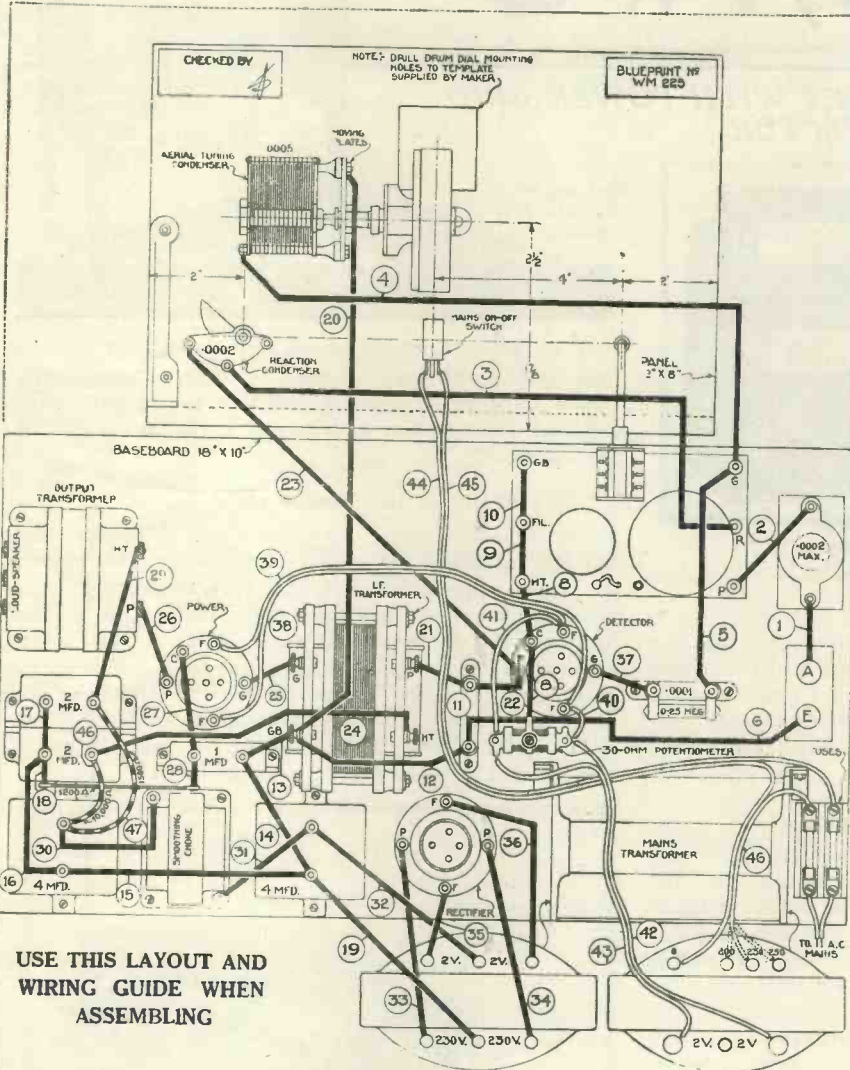 CHECKED BY
NOTE:- DRILL DRUM DIAL MOUNTING
HOLES TO TEMPLATE
SUPPLIED BY MAKER
BLUEPRINT Nº
WM 225
MOVING
AERIAL TUNING
CONDENSER
.0005
2"
4
20
2½"
4"
2"
MAINS ON-OFF
SWITCH
.0002
REACTION
CONDENSER
3
PANEL
BASEBOARD 18" X 10"
OUTPUT
TRANSFORMER
LOUD-SPEAKER
HT
P
29
26
23
44
45
GB
10
FIL.
9
HT.
8
G
R
P
2
.0002
MAX.
1
A
E
39
POWER
38
L.F.
TRANSFORMER
21
41
F
DETECTOR
5
C
F
P
G
F
27
25
G
P
C
G
F
8
37
.0001
0.25 MEG
17
2
MFD.
46
2
MFD.
28
1
MFD
GB
24
HT
11
22
40
6
30-OHM POTENTIOMETER
13
12
18
47
30
SMOOTHING
CHOKE
14
31
16
4 MFD.
15
4 MFD.
32
F
P
P
F
36
RECTIFIER
35
MAINS
TRANSFORMER
46
TO A.C
MAINS
19
43
42
2V.
2V.
33
34
230V.
230V.
2V.
2V
USE THIS LAYOUT AND
WIRING GUIDE WHEN
ASSEMBLING